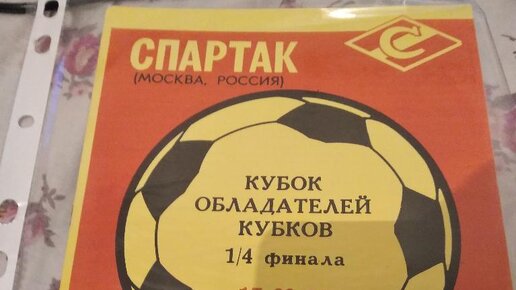 СПАРТАК
(МОСКВА, РОССИЯ)
КУБОК
ОБЛАДАТЕЛЕЙ
КУБКОВ
1/4 финала